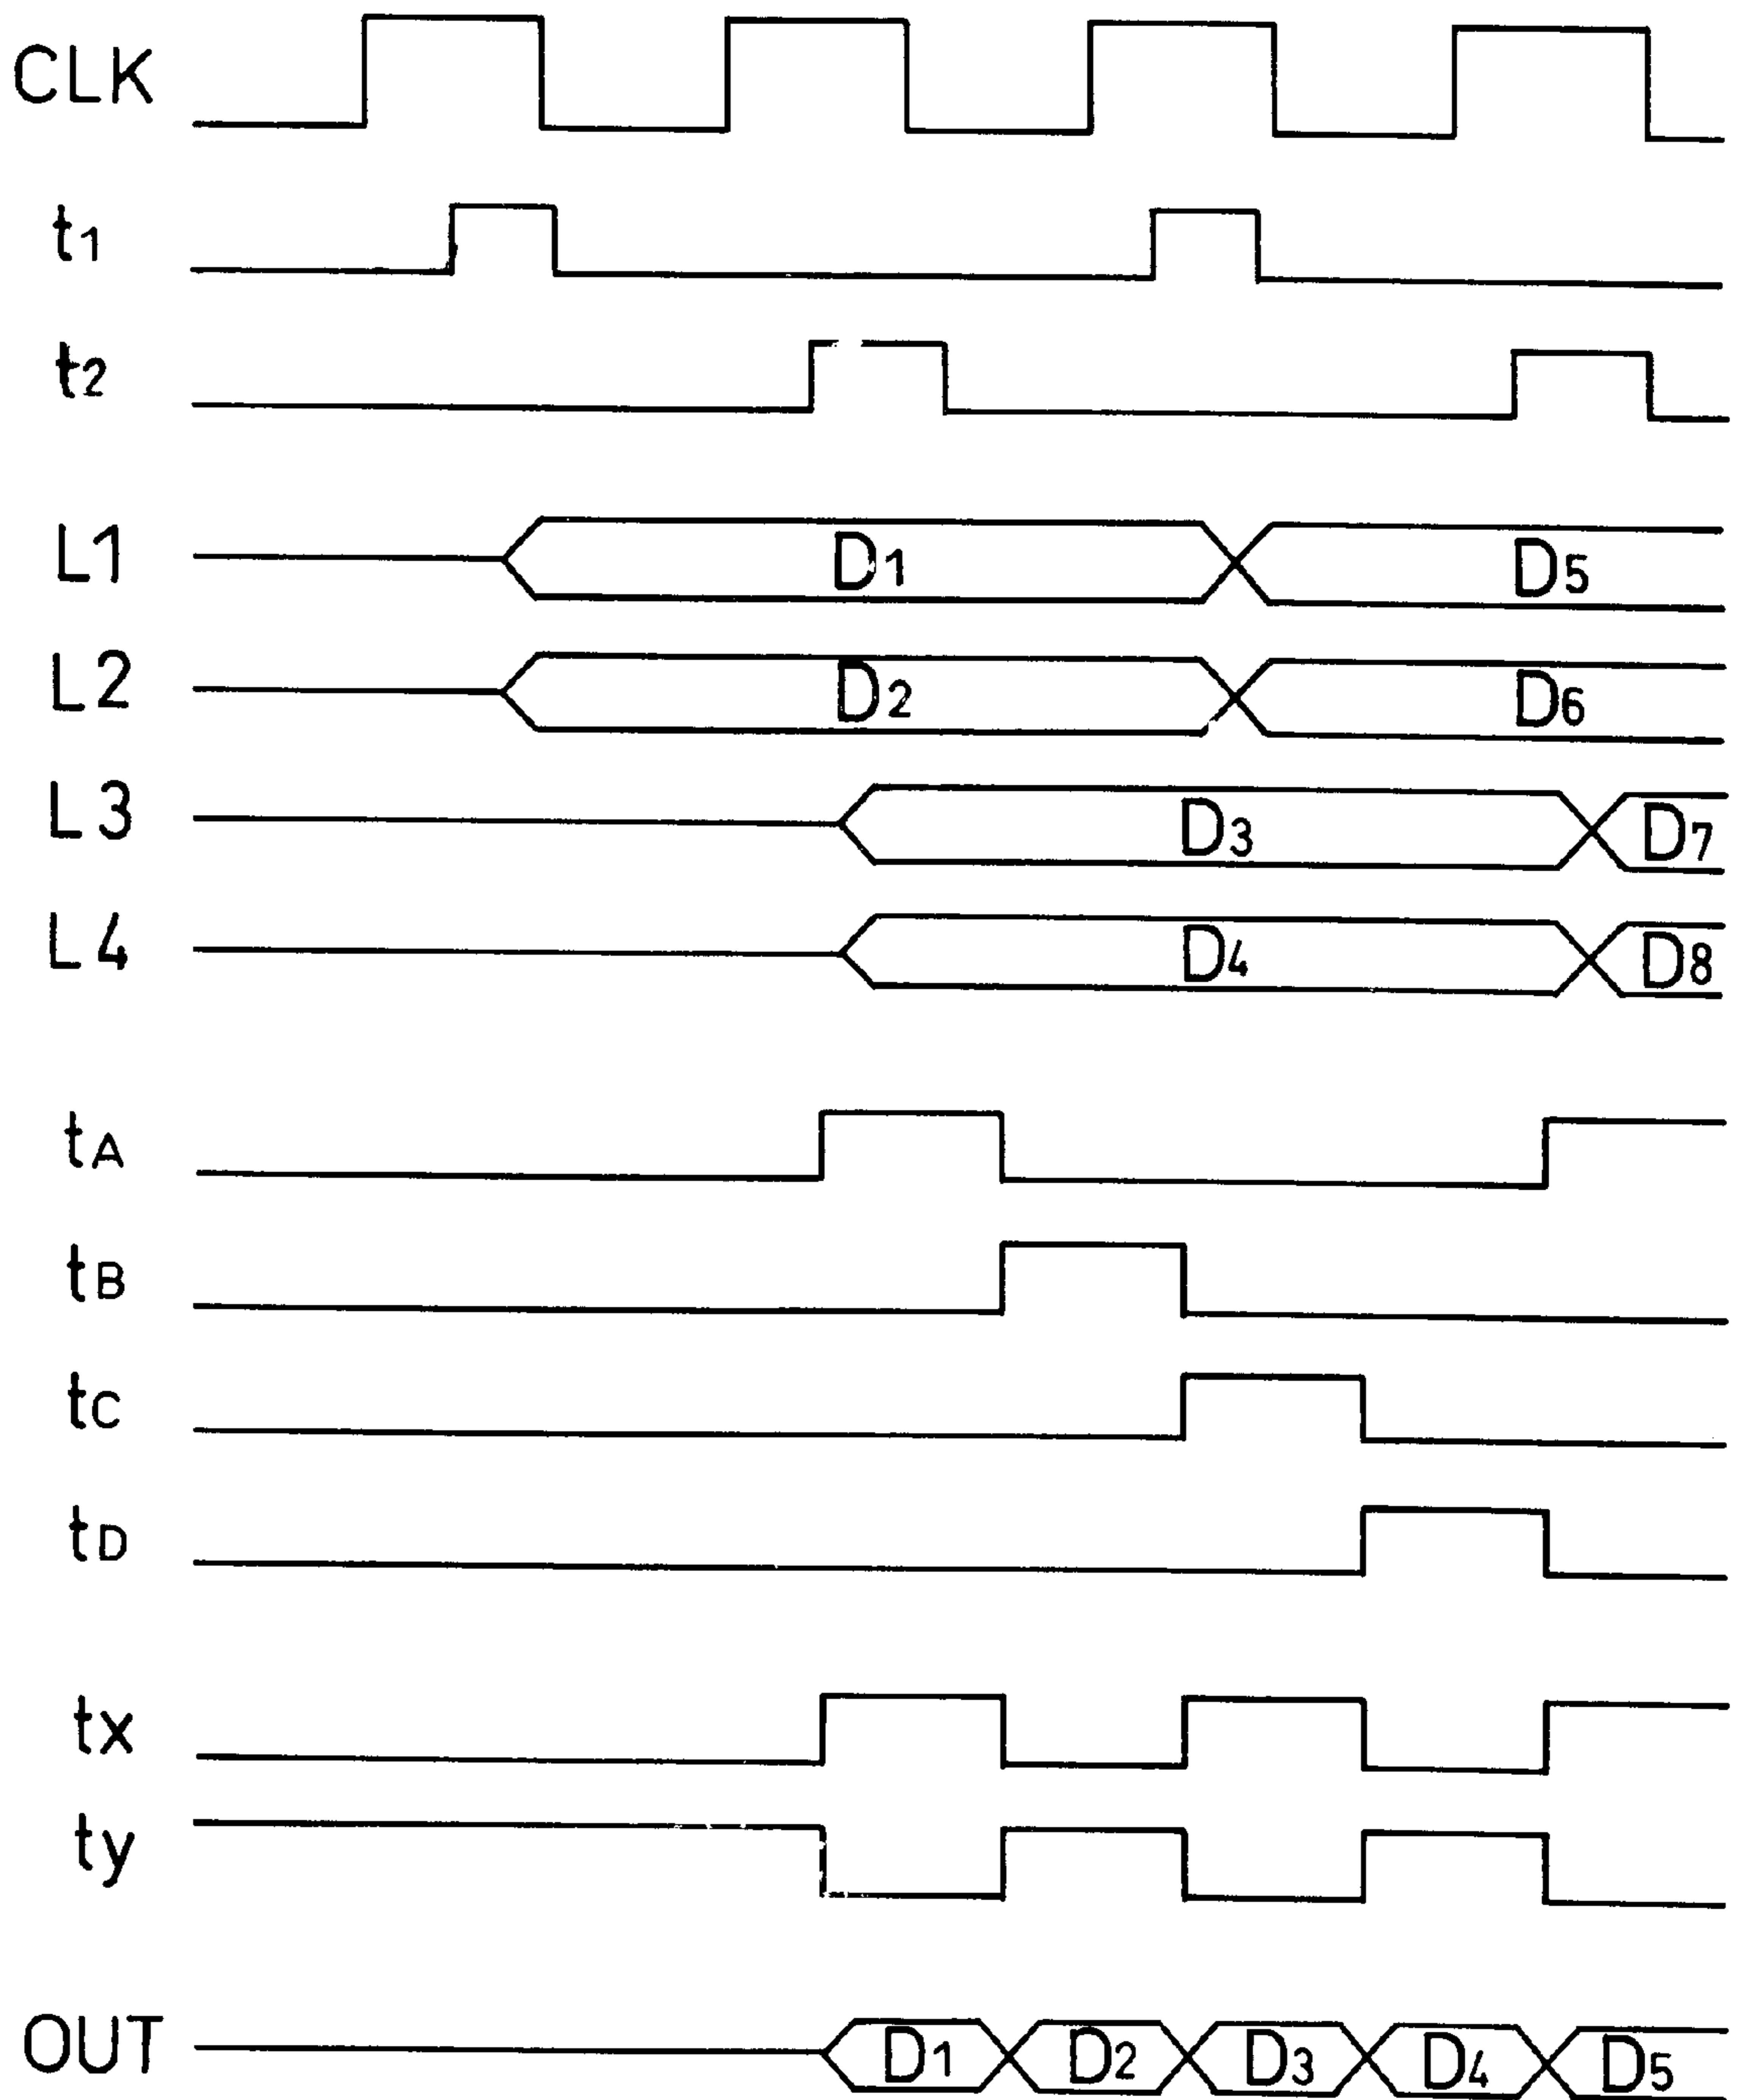 CLK
t1
t2
L1 D1 D5
L2 D2 D6
L3 D3 D7
L4 D4 D8
tA
tB
tC
tD
tx
ty
OUT D1 D2 D3 D4 D5